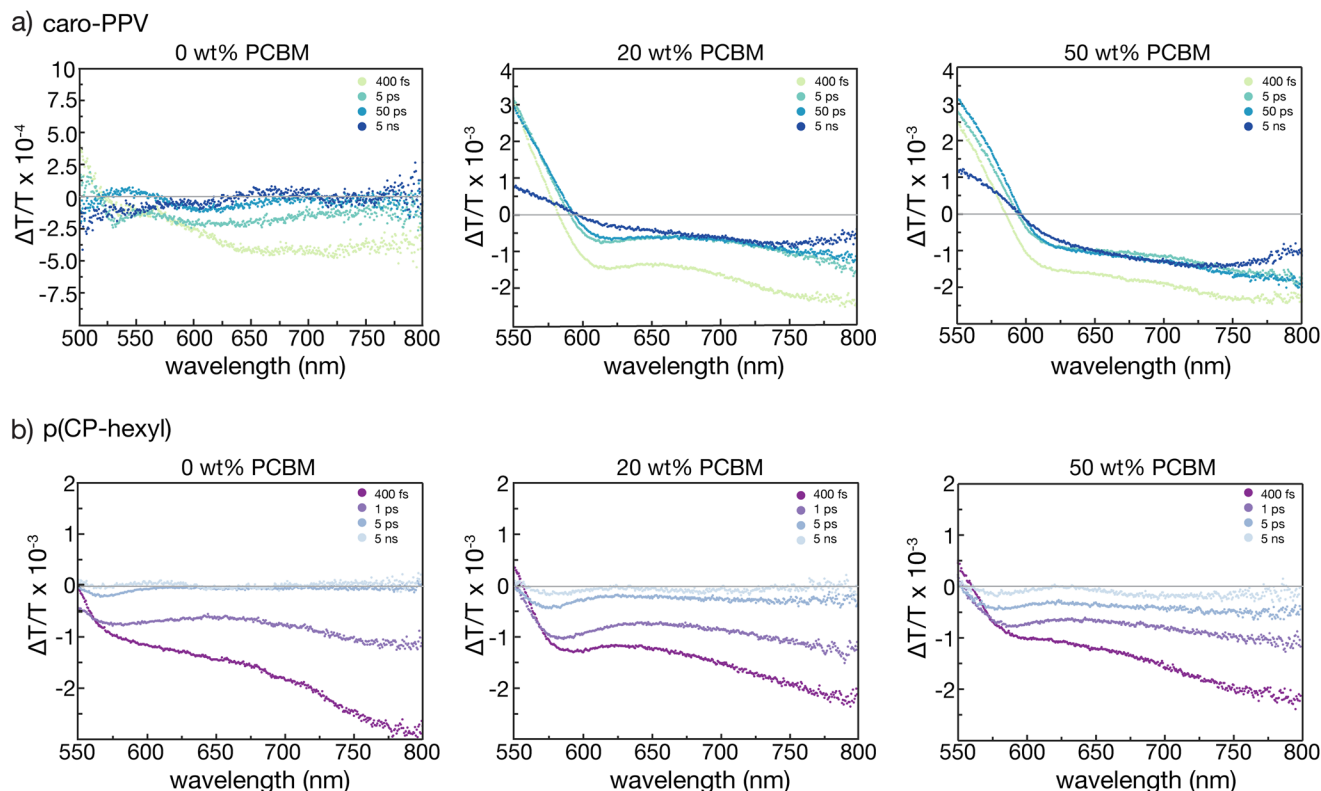 a) caro-PPV
0 wt% PCBM
20 wt% PCBM
50 wt% PCBM
10
7.5
5.0
2.5
0
-2.5
-5.0
-7.5
ΔT/T x 10⁻⁴
400 fs
5 ps
50 ps
5 ns
500 550 600 650 700 750 800
wavelength (nm)
4
3
2
1
0
-1
-2
ΔT/T x 10⁻³
400 fs
5 ps
50 ps
5 ns
550 600 650 700 750 800
wavelength (nm)
4
3
2
1
0
-1
-2
ΔT/T x 10⁻³
400 fs
5 ps
50 ps
5 ns
550 600 650 700 750 800
wavelength (nm)
b) p(CP-hexyl)
0 wt% PCBM
20 wt% PCBM
50 wt% PCBM
2
1
0
-1
-2
ΔT/T x 10⁻³
400 fs
1 ps
5 ps
5 ns
550 600 650 700 750 800
wavelength (nm)
2
1
0
-1
-2
ΔT/T x 10⁻³
400 fs
1 ps
5 ps
5 ns
550 600 650 700 750 800
wavelength (nm)
2
1
0
-1
-2
ΔT/T x 10⁻³
400 fs
1 ps
5 ps
5 ns
550 600 650 700 750 800
wavelength (nm)